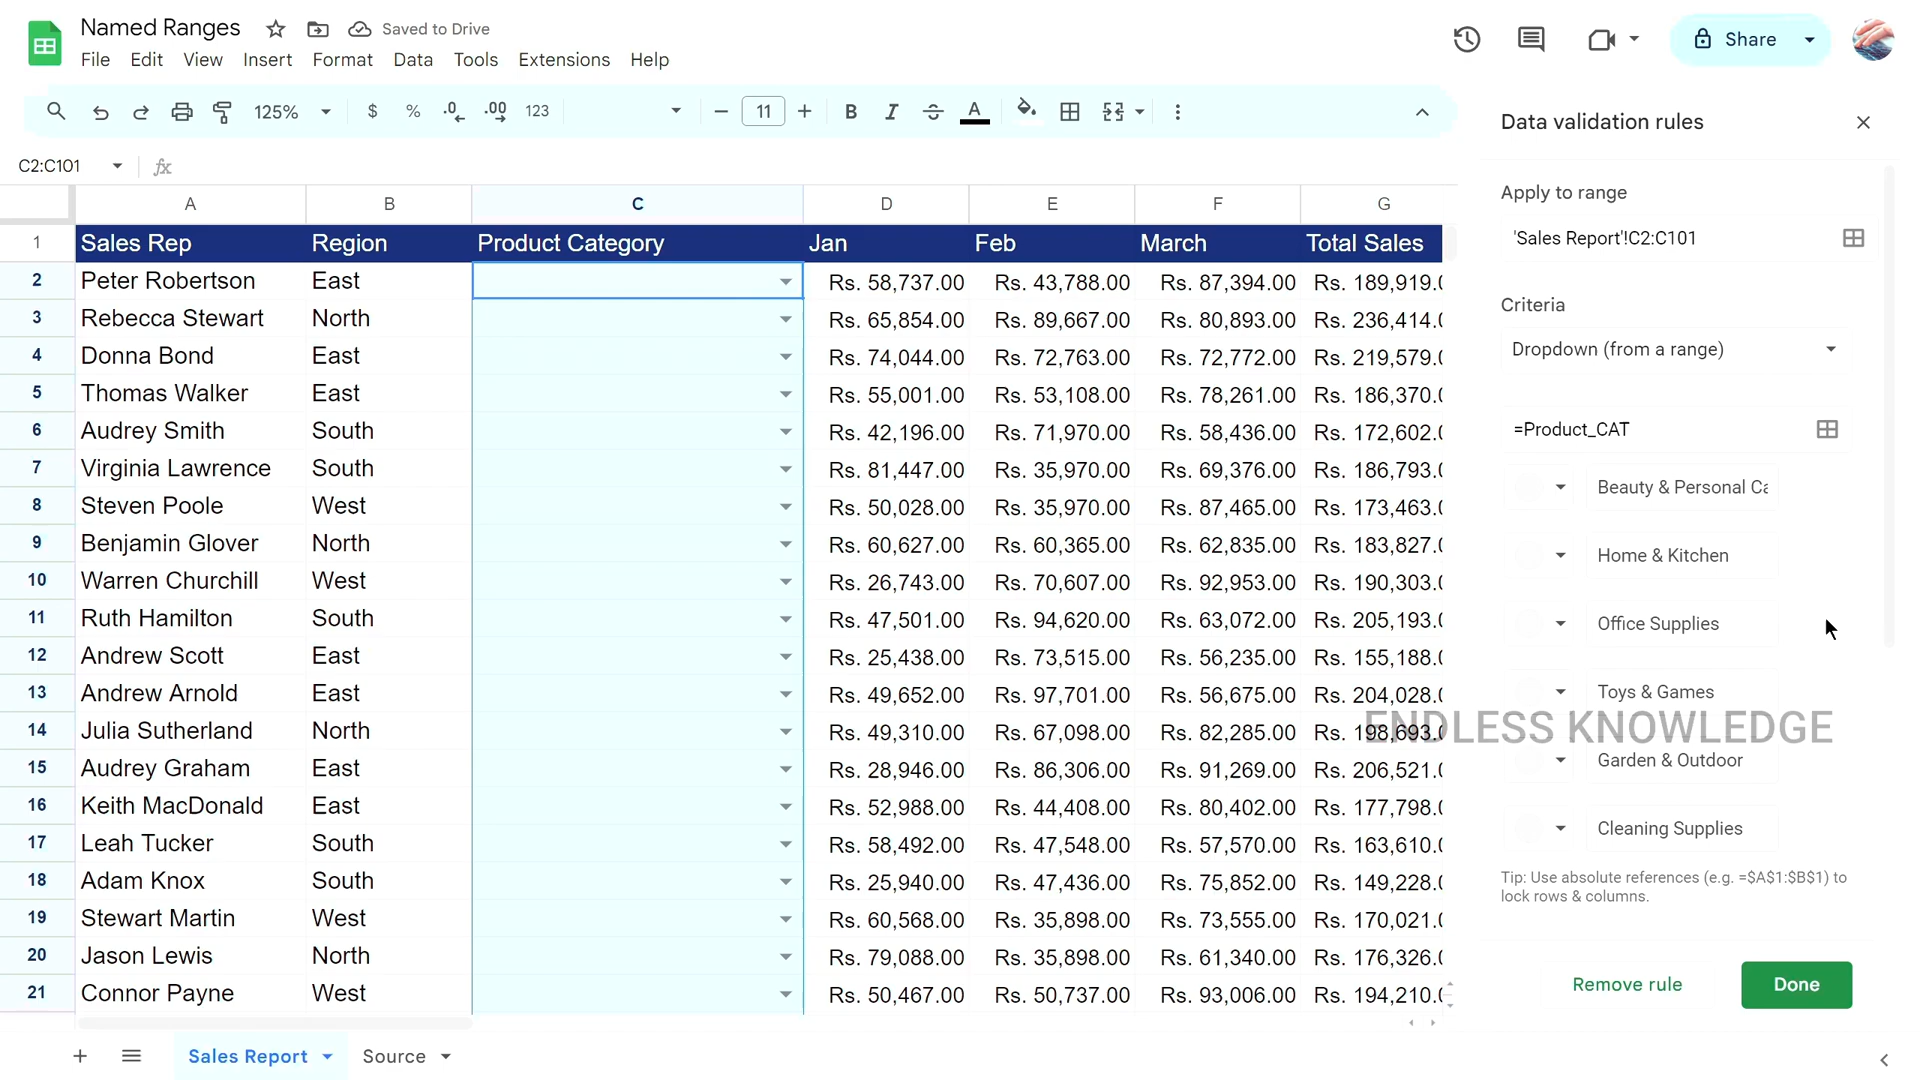 Named Ranges Saved to Drive
File Edit View Insert Format Data Tools Extensions Help
Share
125% $ % .0 .00 123 11 B I A
Data validation rules
C2:C101 fx
Apply to range
'Sales Report'!C2:C101
Criteria
Dropdown (from a range)
=Product_CAT
Beauty & Personal Ca
Home & Kitchen
Office Supplies
Toys & Games
Garden & Outdoor
Cleaning Supplies
Tip: Use absolute references (e.g. =$A$1:$B$1) to
lock rows & columns.
Remove rule Done
A B C D E F G
1 Sales Rep Region Product Category Jan Feb March Total Sales
2 Peter Robertson East Rs. 58,737.00 Rs. 43,788.00 Rs. 87,394.00 Rs. 189,919.0
3 Rebecca Stewart North Rs. 65,854.00 Rs. 89,667.00 Rs. 80,893.00 Rs. 236,414.0
4 Donna Bond East Rs. 74,044.00 Rs. 72,763.00 Rs. 72,772.00 Rs. 219,579.0
5 Thomas Walker East Rs. 55,001.00 Rs. 53,108.00 Rs. 78,261.00 Rs. 186,370.0
6 Audrey Smith South Rs. 42,196.00 Rs. 71,970.00 Rs. 58,436.00 Rs. 172,602.0
7 Virginia Lawrence South Rs. 81,447.00 Rs. 35,970.00 Rs. 69,376.00 Rs. 186,793.0
8 Steven Poole West Rs. 50,028.00 Rs. 35,970.00 Rs. 87,465.00 Rs. 173,463.0
9 Benjamin Glover North Rs. 60,627.00 Rs. 60,365.00 Rs. 62,835.00 Rs. 183,827.0
10 Warren Churchill West Rs. 26,743.00 Rs. 70,607.00 Rs. 92,953.00 Rs. 190,303.0
11 Ruth Hamilton South Rs. 47,501.00 Rs. 94,620.00 Rs. 63,072.00 Rs. 205,193.0
12 Andrew Scott East Rs. 25,438.00 Rs. 73,515.00 Rs. 56,235.00 Rs. 155,188.0
13 Andrew Arnold East Rs. 49,652.00 Rs. 97,701.00 Rs. 56,675.00 Rs. 204,028.0
14 Julia Sutherland North Rs. 49,310.00 Rs. 67,098.00 Rs. 82,285.00 Rs. 198,693.0
15 Audrey Graham East Rs. 28,946.00 Rs. 86,306.00 Rs. 91,269.00 Rs. 206,521.0
16 Keith MacDonald East Rs. 52,988.00 Rs. 44,408.00 Rs. 80,402.00 Rs. 177,798.0
17 Leah Tucker South Rs. 58,492.00 Rs. 47,548.00 Rs. 57,570.00 Rs. 163,610.0
18 Adam Knox South Rs. 25,940.00 Rs. 47,436.00 Rs. 75,852.00 Rs. 149,228.0
19 Stewart Martin West Rs. 60,568.00 Rs. 35,898.00 Rs. 73,555.00 Rs. 170,021.0
20 Jason Lewis North Rs. 79,088.00 Rs. 35,898.00 Rs. 61,340.00 Rs. 176,326.0
21 Connor Payne West Rs. 50,467.00 Rs. 50,737.00 Rs. 93,006.00 Rs. 194,210.0
ENDLESS KNOWLEDGE
Sales Report Source